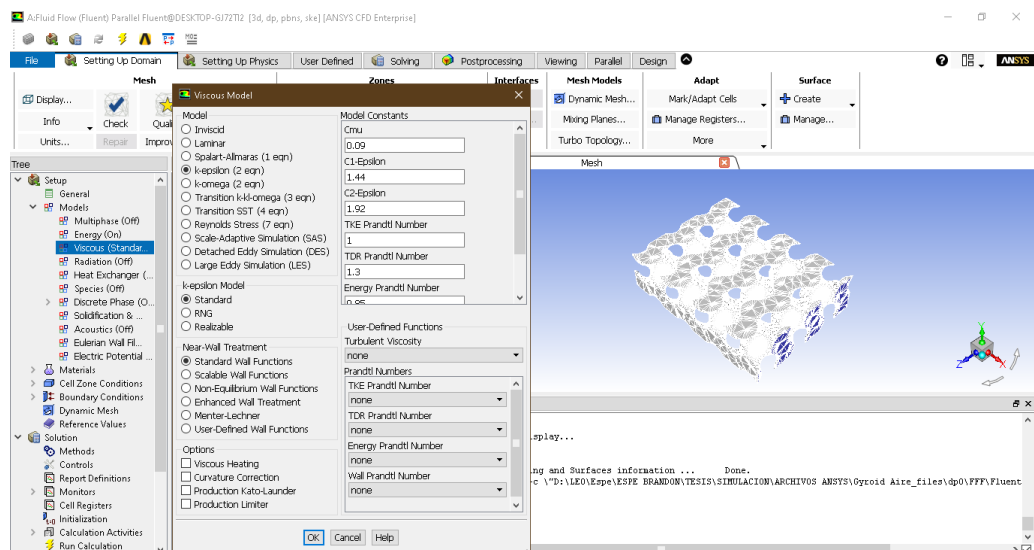 A:Fluid Flow (Fluent) Parallel Fluent@DESKTOP-GJ72TI2 [3d, dp, pbns, ske] [ANSYS CFD Enterprise]
File
Setting Up Domain
Setting Up Physics
User Defined
Solving
Postprocessing
Viewing
Parallel
Design
ANSYS
Mesh
Zones
Interfaces
Mesh Models
Adapt
Surface
Display...
Info
Units...
Check
Repair
Dynamic Mesh...
Mixing Planes...
Turbo Topology...
Mark/Adapt Cells
Manage Registers...
More
Create
Manage...
Tree
Setup
General
Models
Multiphase (Off)
Energy (On)
Viscous (Standar...
Radiation (Off)
Heat Exchanger (...
Species (Off)
Discrete Phase (O...
Solidification & ...
Acoustics (Off)
Eulerian Wall Fil...
Electric Potential ...
Materials
Cell Zone Conditions
Boundary Conditions
Dynamic Mesh
Reference Values
Solution
Methods
Controls
Report Definitions
Monitors
Cell Registers
Initialization
Calculation Activities
Run Calculation
Viscous Model
Model
Inviscid
Laminar
Spalart-Allmaras (1 eqn)
k-epsilon (2 eqn)
k-omega (2 eqn)
Transition k-kl-omega (3 eqn)
Transition SST (4 eqn)
Reynolds Stress (7 eqn)
Scale-Adaptive Simulation (SAS)
Detached Eddy Simulation (DES)
Large Eddy Simulation (LES)
k-epsilon Model
Standard
RNG
Realizable
Near-Wall Treatment
Standard Wall Functions
Scalable Wall Functions
Non-Equilibrium Wall Functions
Enhanced Wall Treatment
Menter-Lechner
User-Defined Wall Functions
Options
Viscous Heating
Curvature Correction
Production Kato-Launder
Production Limiter
Model Constants
Cmu
0.09
C1-Epsilon
1.44
C2-Epsilon
1.92
TKE Prandtl Number
1
TDR Prandtl Number
1.3
Energy Prandtl Number
0.85
User-Defined Functions
Turbulent Viscosity
none
Prandtl Numbers
TKE Prandtl Number
none
TDR Prandtl Number
none
Energy Prandtl Number
none
Wall Prandtl Number
none
OK
Cancel
Help
Mesh
Y
Z
X
splay...
ng and Surfaces information ... Done.
-c \"D:\LEO\Espe\ESPE BRANDON\TESIS\SIMULACION\ARCHIVOS ANSYS\Gyroid Aire_files\dp0\FFF\Fluent